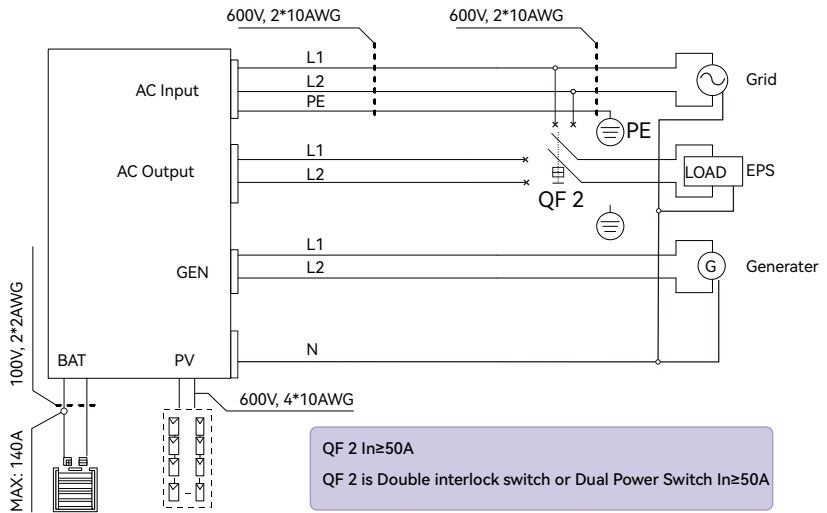 600V, 2*10AWG
600V, 2*10AWG
L1
L2
PE
AC Input
Grid
PE
L1
L2
AC Output
LOAD
EPS
QF 2
L1
L2
GEN
G
Generater
N
BAT
PV
100V, 2*2AWG
600V, 4*10AWG
MAX: 140A
QF 2 In≥50A
QF 2 is Double interlock switch or Dual Power Switch In≥50A